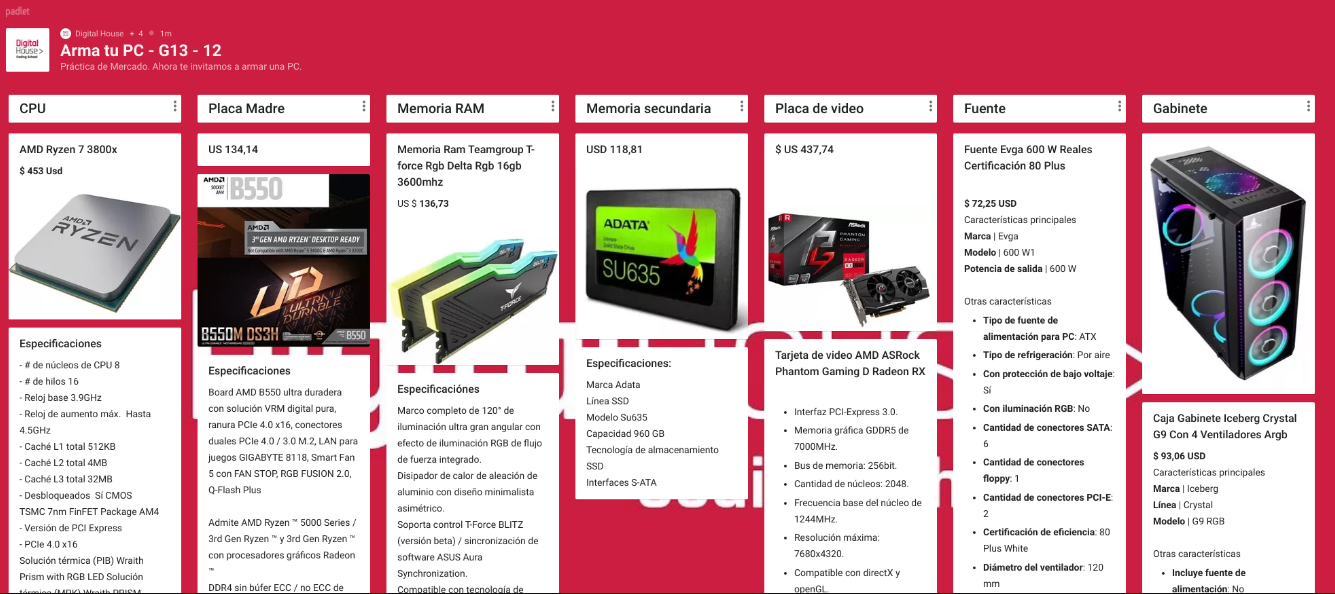 padlet
Digital House + 4 1m
Digital
House>
Coding School
Arma tu PC - G13 - 12
Práctica de Mercado. Ahora te invitamos a armar una PC.
CPU
AMD Ryzen 7 3800x
$ 453 Usd
AMD
RYZEN
Especificaciones
- # de núcleos de CPU 8
- # de hilos 16
- Reloj base 3.9GHz
- Reloj de aumento máx. Hasta
4.5GHz
- Caché L1 total 512KB
- Caché L2 total 4MB
- Caché L3 total 32MB
- Desbloqueados Sí CMOS
TSMC 7nm FinFET Package AM4
- Versión de PCI Express
- PCIe 4.0 x16
Solución térmica (PIB) Wraith
Prism with RGB LED Solución
térmica (MPK) Wraith PRISM
Placa Madre
US 134,14
AMD
SOCKET
AM4
B550
AMD
3rd GEN AMD RYZEN DESKTOP READY
UD
ULTRA
DURABLE
B550M DS3H
B550
Especificaciones
Board AMD B550 ultra duradera
con solución VRM digital pura,
ranura PCIe 4.0 x16, conectores
duales PCIe 4.0 / 3.0 M.2, LAN para
juegos GIGABYTE 8118, Smart Fan
5 con FAN STOP, RGB FUSION 2.0,
Q-Flash Plus
Admite AMD Ryzen ™ 5000 Series /
3rd Gen Ryzen ™ y 3rd Gen Ryzen ™
con procesadores gráficos Radeon
™
DDR4 sin búfer ECC / no ECC de
Memoria RAM
Memoria Ram Teamgroup T-
force Rgb Delta Rgb 16gb
3600mhz
US $ 136,73
DELTA
T-FORCE
Especificaciónes
Marco completo de 120° de
iluminación ultra gran angular con
efecto de iluminación RGB de flujo
de fuerza integrado.
Disipador de calor de aleación de
aluminio con diseño minimalista
asimétrico.
Soporta control T-Force BLITZ
(versión beta) / sincronización de
software ASUS Aura
Synchronization.
Compatible con tecnología de
Memoria secundaria
USD 118,81
ADATA
SU635
Especificaciones:
Marca Adata
Línea SSD
Modelo Su635
Capacidad 960 GB
Tecnología de almacenamiento
SSD
Interfaces S-ATA
Placa de video
$ US 437,74
ASRock
PHANTOM
GAMING
RADEON
RX
Tarjeta de video AMD ASRock
Phantom Gaming D Radeon RX
• Interfaz PCI-Express 3.0.
• Memoria gráfica GDDR5 de
7000MHz.
• Bus de memoria: 256bit.
• Cantidad de núcleos: 2048.
• Frecuencia base del núcleo de
1244MHz.
• Resolución máxima:
7680x4320.
• Compatible con directX y
openGL.
Fuente
Fuente Evga 600 W Reales
Certificación 80 Plus
$ 72,25 USD
Características principales
Marca | Evga
Modelo | 600 W1
Potencia de salida | 600 W
Otras característicias
• Tipo de fuente de
alimentación para PC: ATX
• Tipo de refrigeración: Por aire
• Con protección de bajo voltaje:
Sí
• Con iluminación RGB: No
• Cantidad de conectores SATA:
6
• Cantidad de conectores
floppy: 1
• Cantidad de conectores PCI-E:
2
• Certificación de eficiencia: 80
Plus White
• Diámetro del ventilador: 120
mm
Gabinete
Caja Gabinete Iceberg Crystal
G9 Con 4 Ventiladores Argb
$ 93,06 USD
Características principales
Marca | Iceberg
Línea | Crystal
Modelo | G9 RGB
Otras características
• Incluye fuente de
alimentación: No